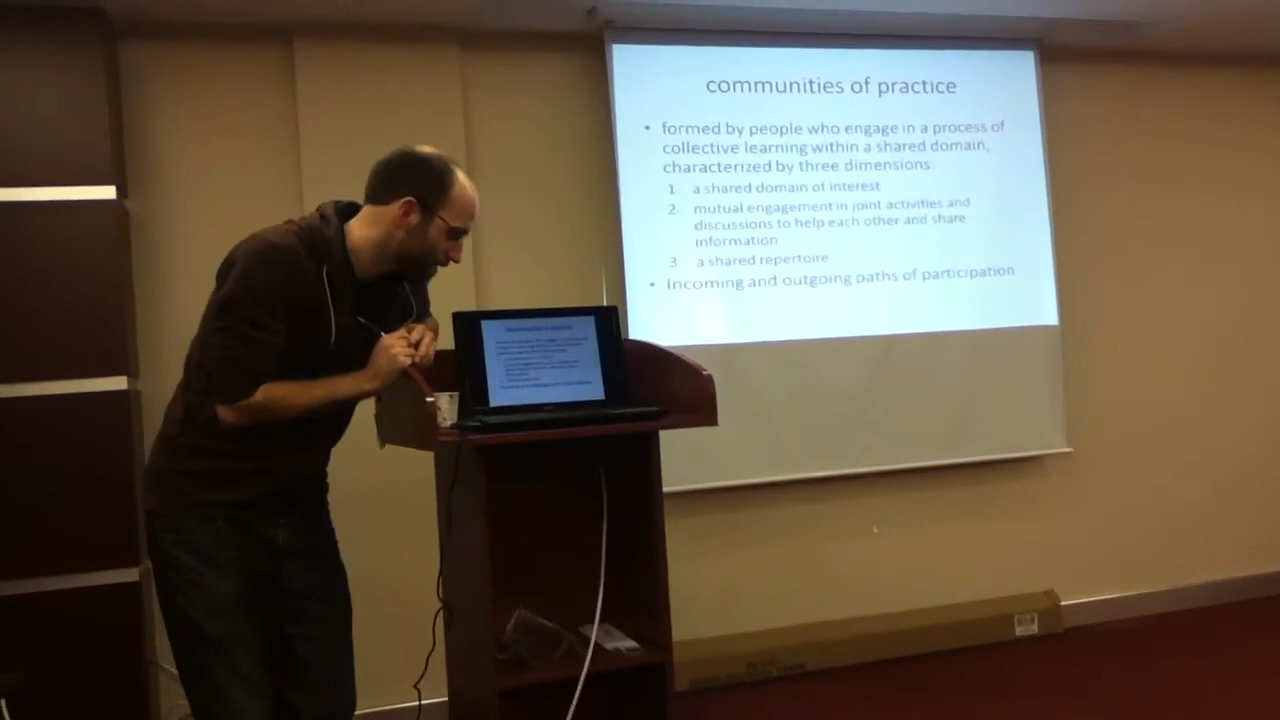 communities of practice
• formed by people who engage in a process of
collective learning within a shared domain,
characterized by three dimensions.
1 a shared domain of interest
2. mutual engagement in joint activities and
discussions to help each other and share
information
3 a shared repertoire
• Incoming and outgoing paths of participation